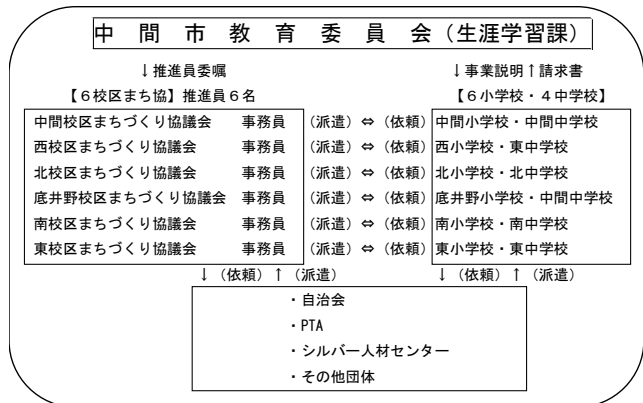 中間市教育委員会(生涯学習課)
↓推進員委嘱 ↓事業説明↑請求書
【6校区まち協】推進員6名 【6小学校・4中学校】
中間校区まちづくり協議会 事務員 (派遣) ⇔ (依頼) 中間小学校・中間中学校
西校区まちづくり協議会 事務員 (派遣) ⇔ (依頼) 西小学校・東中学校
北校区まちづくり協議会 事務員 (派遣) ⇔ (依頼) 北小学校・北中学校
底井野校区まちづくり協議会 事務員 (派遣) ⇔ (依頼) 底井野小学校・中間中学校
南校区まちづくり協議会 事務員 (派遣) ⇔ (依頼) 南小学校・南中学校
東校区まちづくり協議会 事務員 (派遣) ⇔ (依頼) 東小学校・東中学校
↓(依頼)↑(派遣) ↓(依頼)↑(派遣)
・自治会
・PTA
・シルバー人材センター
・その他団体